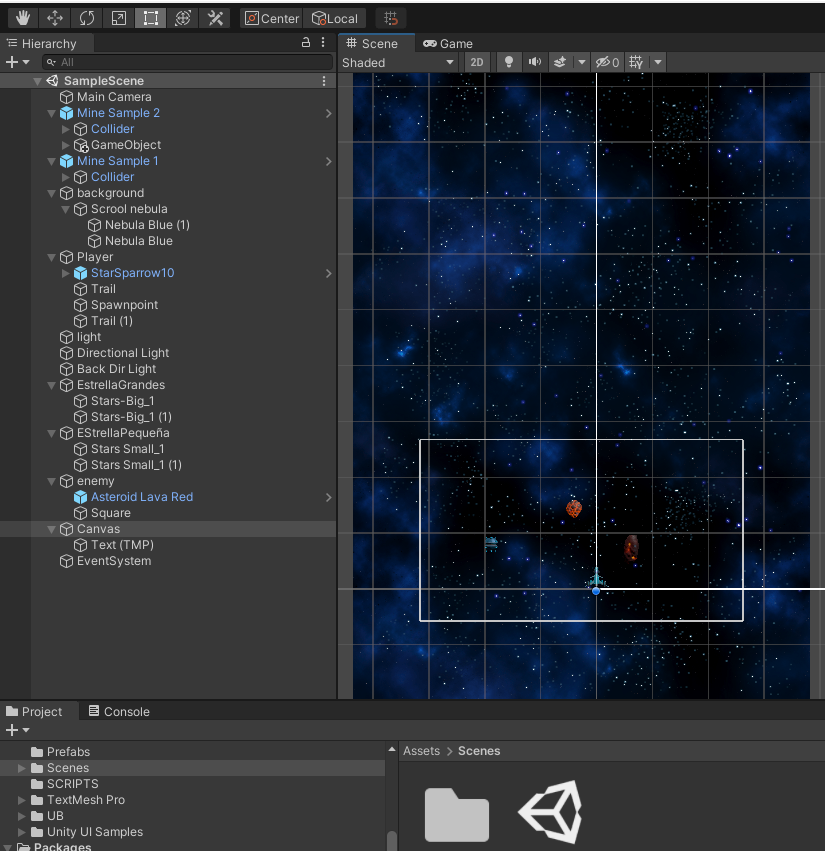 Center
Local
Hierarchy
Scene
Game
All
Shaded
2D
0
SampleScene
Main Camera
Mine Sample 2
Collider
GameObject
Mine Sample 1
Collider
background
Scrool nebula
Nebula Blue (1)
Nebula Blue
Player
StarSparrow10
Trail
Spawnpoint
Trail (1)
light
Directional Light
Back Dir Light
EstrellaGrandes
Stars-Big_1
Stars-Big_1 (1)
EStrellaPequeña
Stars Small_1
Stars Small_1 (1)
enemy
Asteroid Lava Red
Square
Canvas
Text (TMP)
EventSystem
Project
Console
Prefabs
Scenes
SCRIPTS
TextMesh Pro
UB
Unity UI Samples
Packages
Assets > Scenes